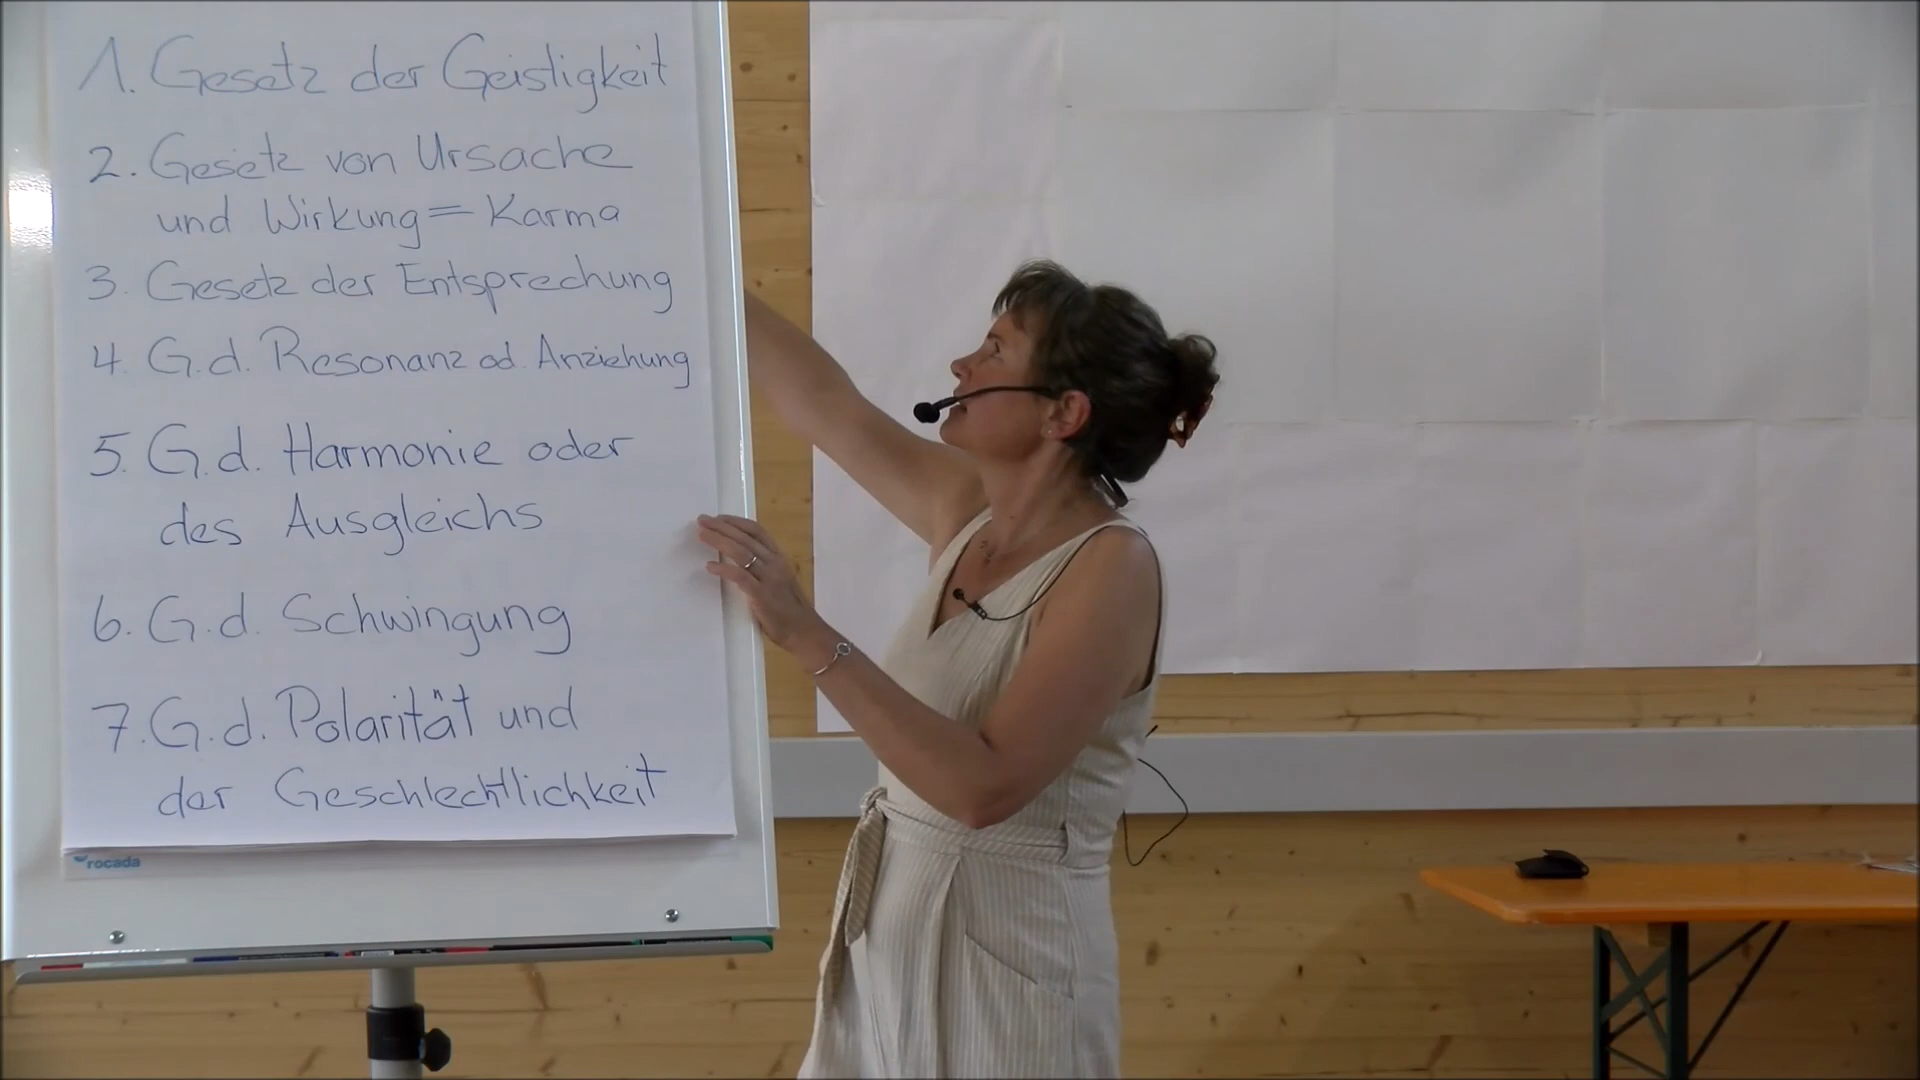 1. Gesetz der Geistigkeit
2. Gesetz von Ursache
und Wirkung = Karma
3. Gesetz der Entsprechung
4. G. d. Resonanz od. Anziehung
5. G. d. Harmonie oder
des Ausgleichs
6. G. d. Schwingung
7. G. d. Polarität und
der Geschlechtlichkeit
rocada